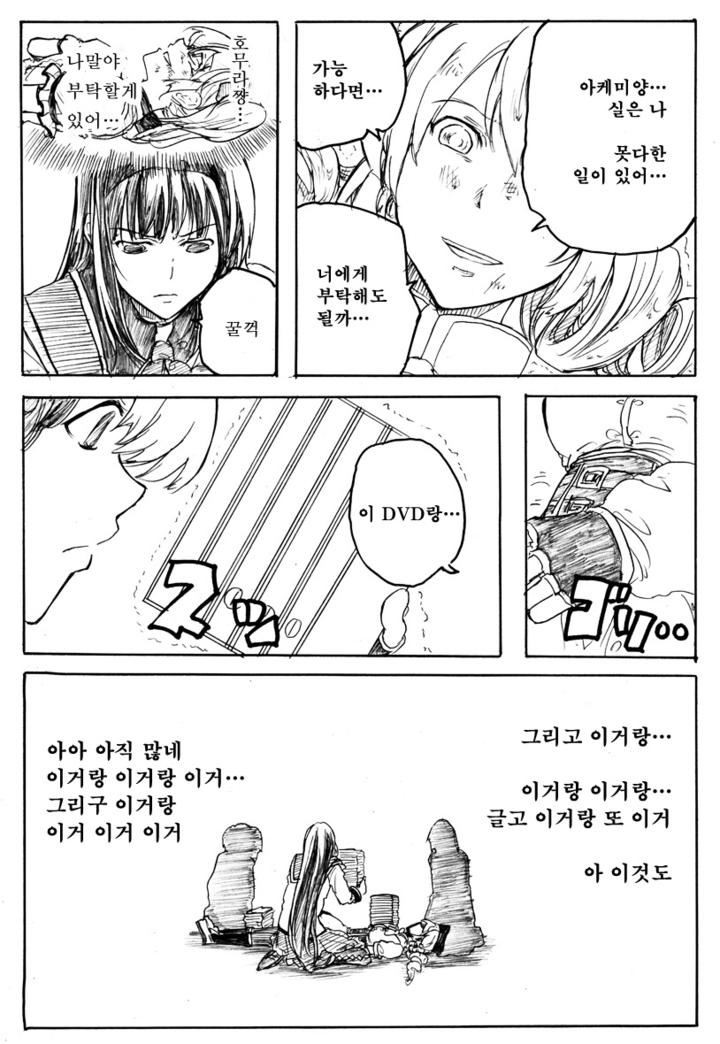 아케미양…
실은 나
못다한
일이 있어…
가능
하다면…
너에게
부탁해도
될까…
호무라쨩…
나말야
부탁할게
있어…
꿀꺽
ゴソ...
이 DVD랑…
スッ
그리고 이거랑…
이거랑 이거랑…
글고 이거랑 또 이거
아 이것도
아아 아직 많네
이거랑 이거랑 이거…
그리구 이거랑
이거 이거 이거